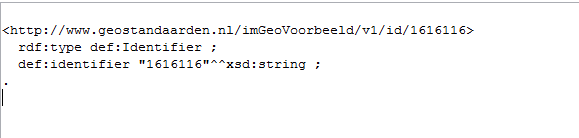 <http://www.geostandaarden.nl/imGeoVoorbeeld/v1/id/1616116>
rdf:type def:Identifier ;
def:identifier "1616116"^^xsd:string ;
.